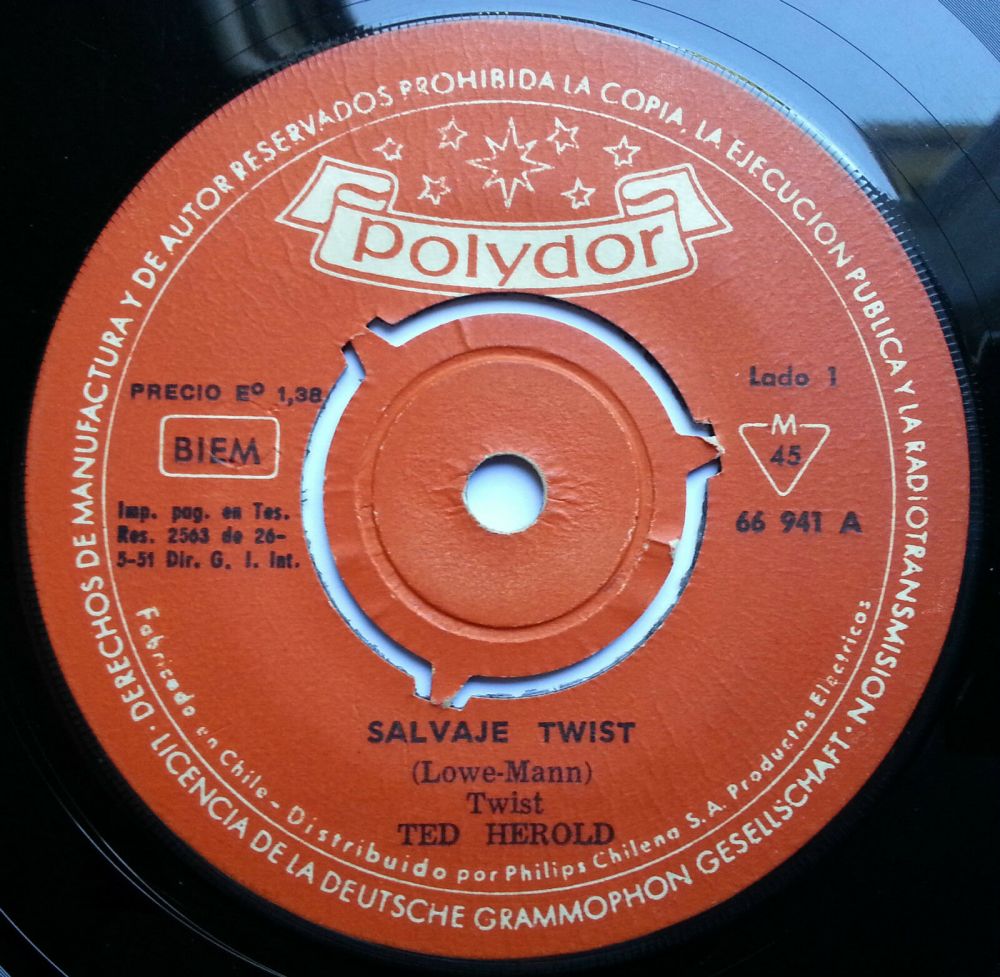 DERECHOS DE MANUFACTURA Y DE AUTOR RESERVADOS PROHIBIDA LA COPIA, LA EJECUCION PUBLICA Y LA RADIOTRANSMISION ·
LICENCIA DE LA DEUTSCHE GRAMMOPHON GESELLSCHAFT ·
polydor
PRECIO Eº 1,38
BIEM
Imp. pag. en Tes.
Res. 2563 de 26-
5-51 Dir. G. I. Int.
Lado 1
M
45
66 941 A
SALVAJE TWIST
(Lowe-Mann)
Twist
TED HEROLD
Fabricado en Chile - Distribuido por Philips Chilena S.A. Productos Eléctricos